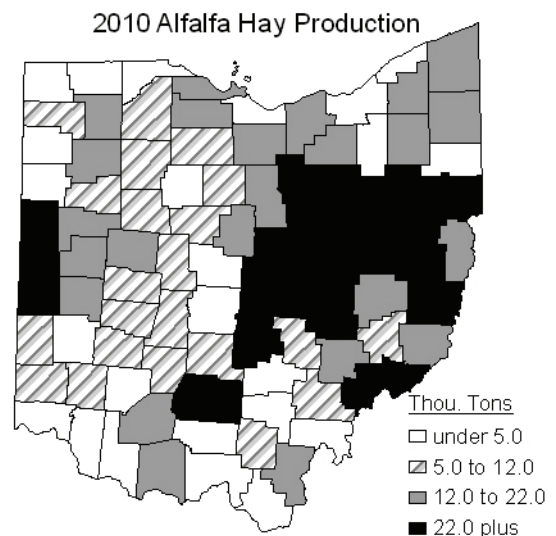 2010 Alfalfa Hay Production
Thou. Tons
under 5.0
5.0 to 12.0
12.0 to 22.0
22.0 plus